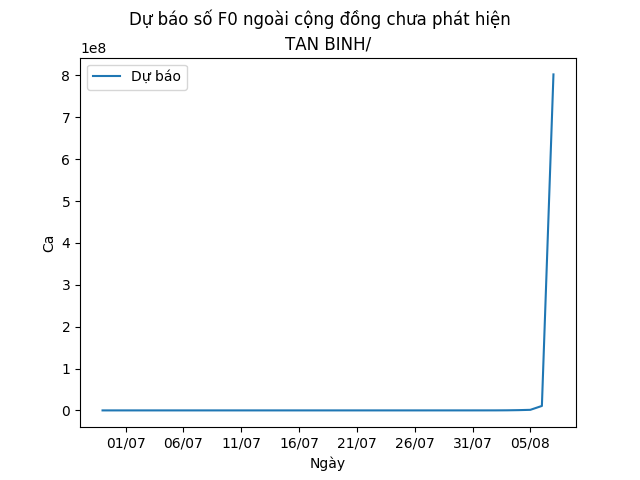 Dự báo số F0 ngoài cộng đồng chưa phát hiện
TAN BINH/
1e8
Dự báo
8
7
6
5
4
3
2
1
0
Ca
01/07 06/07 11/07 16/07 21/07 26/07 31/07 05/08
Ngày